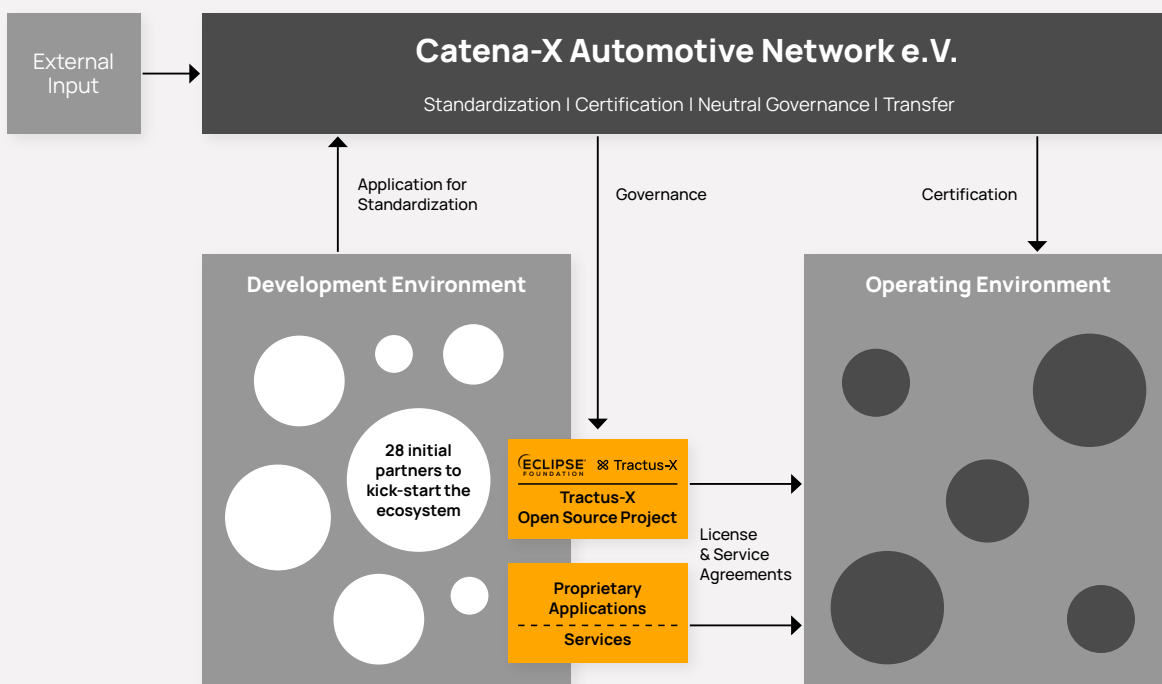 External
Input
Catena-X Automotive Network e.V.
Standardization | Certification | Neutral Governance | Transfer
Application for
Standardization
Governance
Certification
Development Environment
28 initial
partners to
kick-start the
ecosystem
ECLIPSE
FOUNDATION
Tractus-X
Tractus-X
Open Source Project
License
& Service
Agreements
Proprietary
Applications
Services
Operating Environment